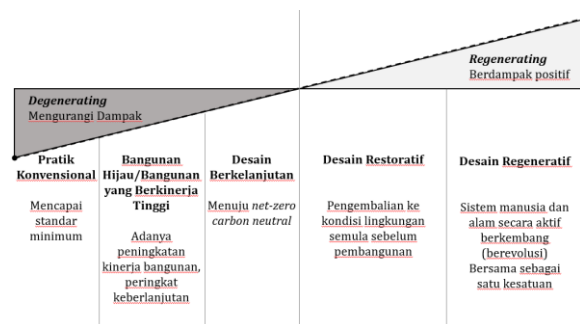 Regenerating
Berdampak positif
Degenerating
Mengurangi Dampak
Pratik
Konvensional
Mencapai
standar
minimum
Bangunan
Hijau/Bangunan
yang Berkinerja
Tinggi
Adanya
peningkatan
kinerja bangunan,
peringkat
keberlanjutan
Desain
Berkelanjutan
Menuju net-zero
carbon neutral
Desain Restoratif
Pengembalian ke
kondisi lingkungan
semula sebelum
pembangunan
Desain Regeneratif
Sistem manusia dan
alam secara aktif
berkembang
(berevolusi)
Bersama sebagai
satu kesatuan